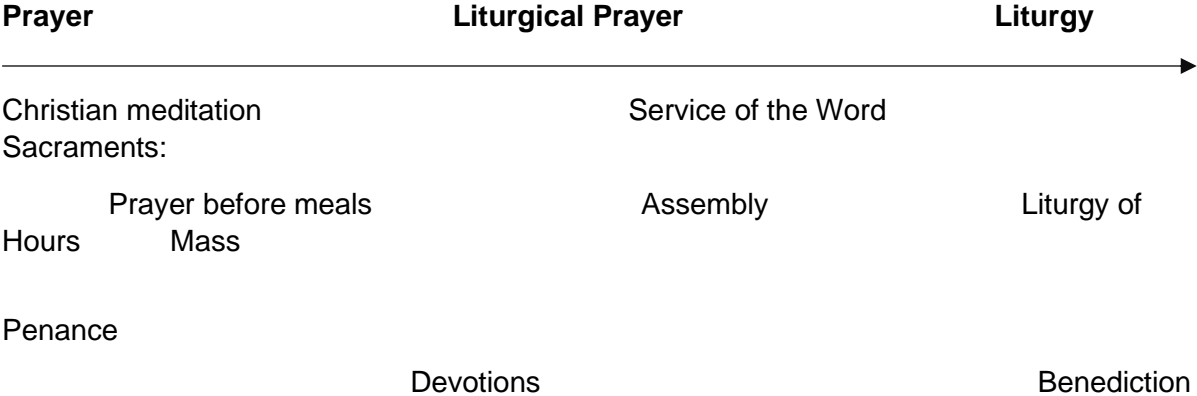 Prayer Liturgical Prayer Liturgy
Christian meditation Service of the Word
Sacraments:
Prayer before meals Assembly Liturgy of
Hours Mass
Penance
Devotions Benediction